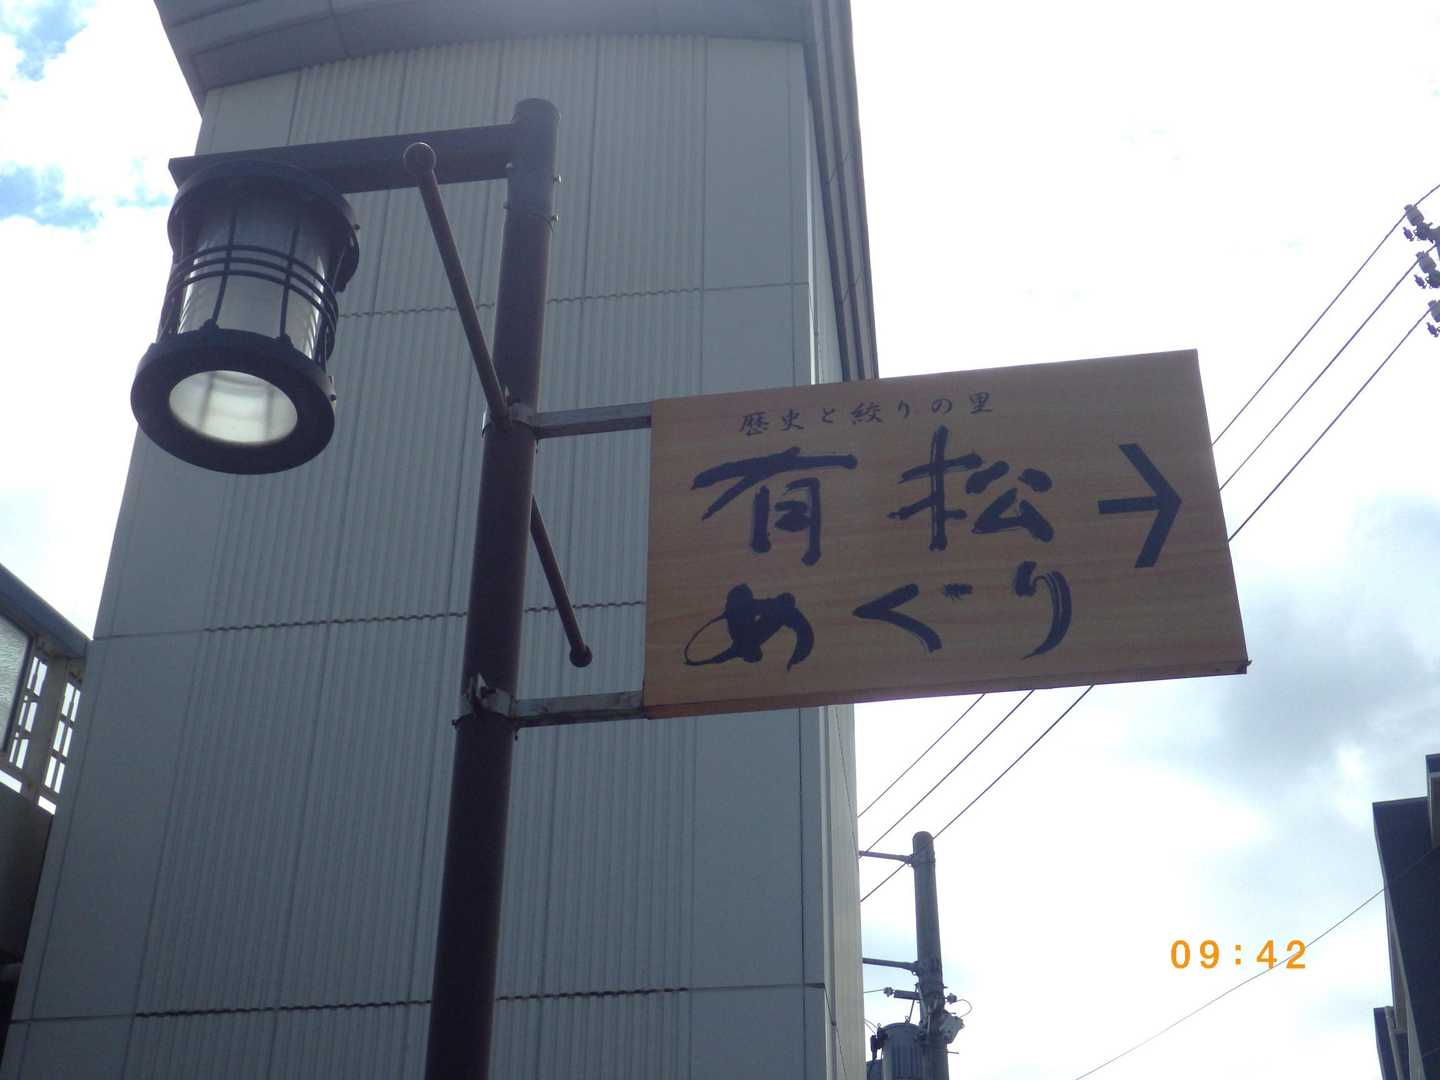 歴史と絞りの里
有松
めぐり
→
09:42